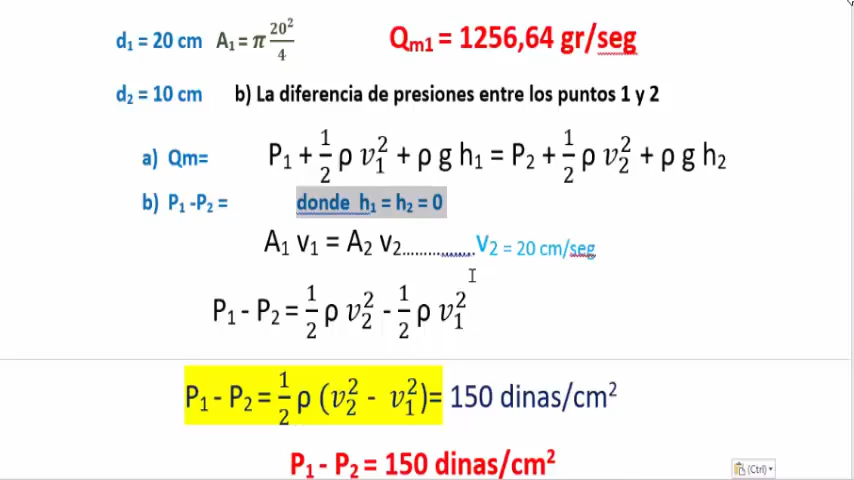 d₁ = 20 cm A₁ = π 20²/4 Qm1 = 1256,64 gr/seg
d₂ = 10 cm b) La diferencia de presiones entre los puntos 1 y 2
a) Qm= P₁ + 1/2 ρ v₁² + ρ g h₁ = P₂ + 1/2 ρ v₂² + ρ g h₂
b) P₁ -P₂ = donde h₁ = h₂ = 0
A₁ v₁ = A₂ v₂..................V₂ = 20 cm/seg
P₁ - P₂ = 1/2 ρ v₂² - 1/2 ρ v₁²
P₁ - P₂ = 1/2 ρ (v₂² - v₁²)= 150 dinas/cm²
P₁ - P₂ = 150 dinas/cm²
(Ctrl)